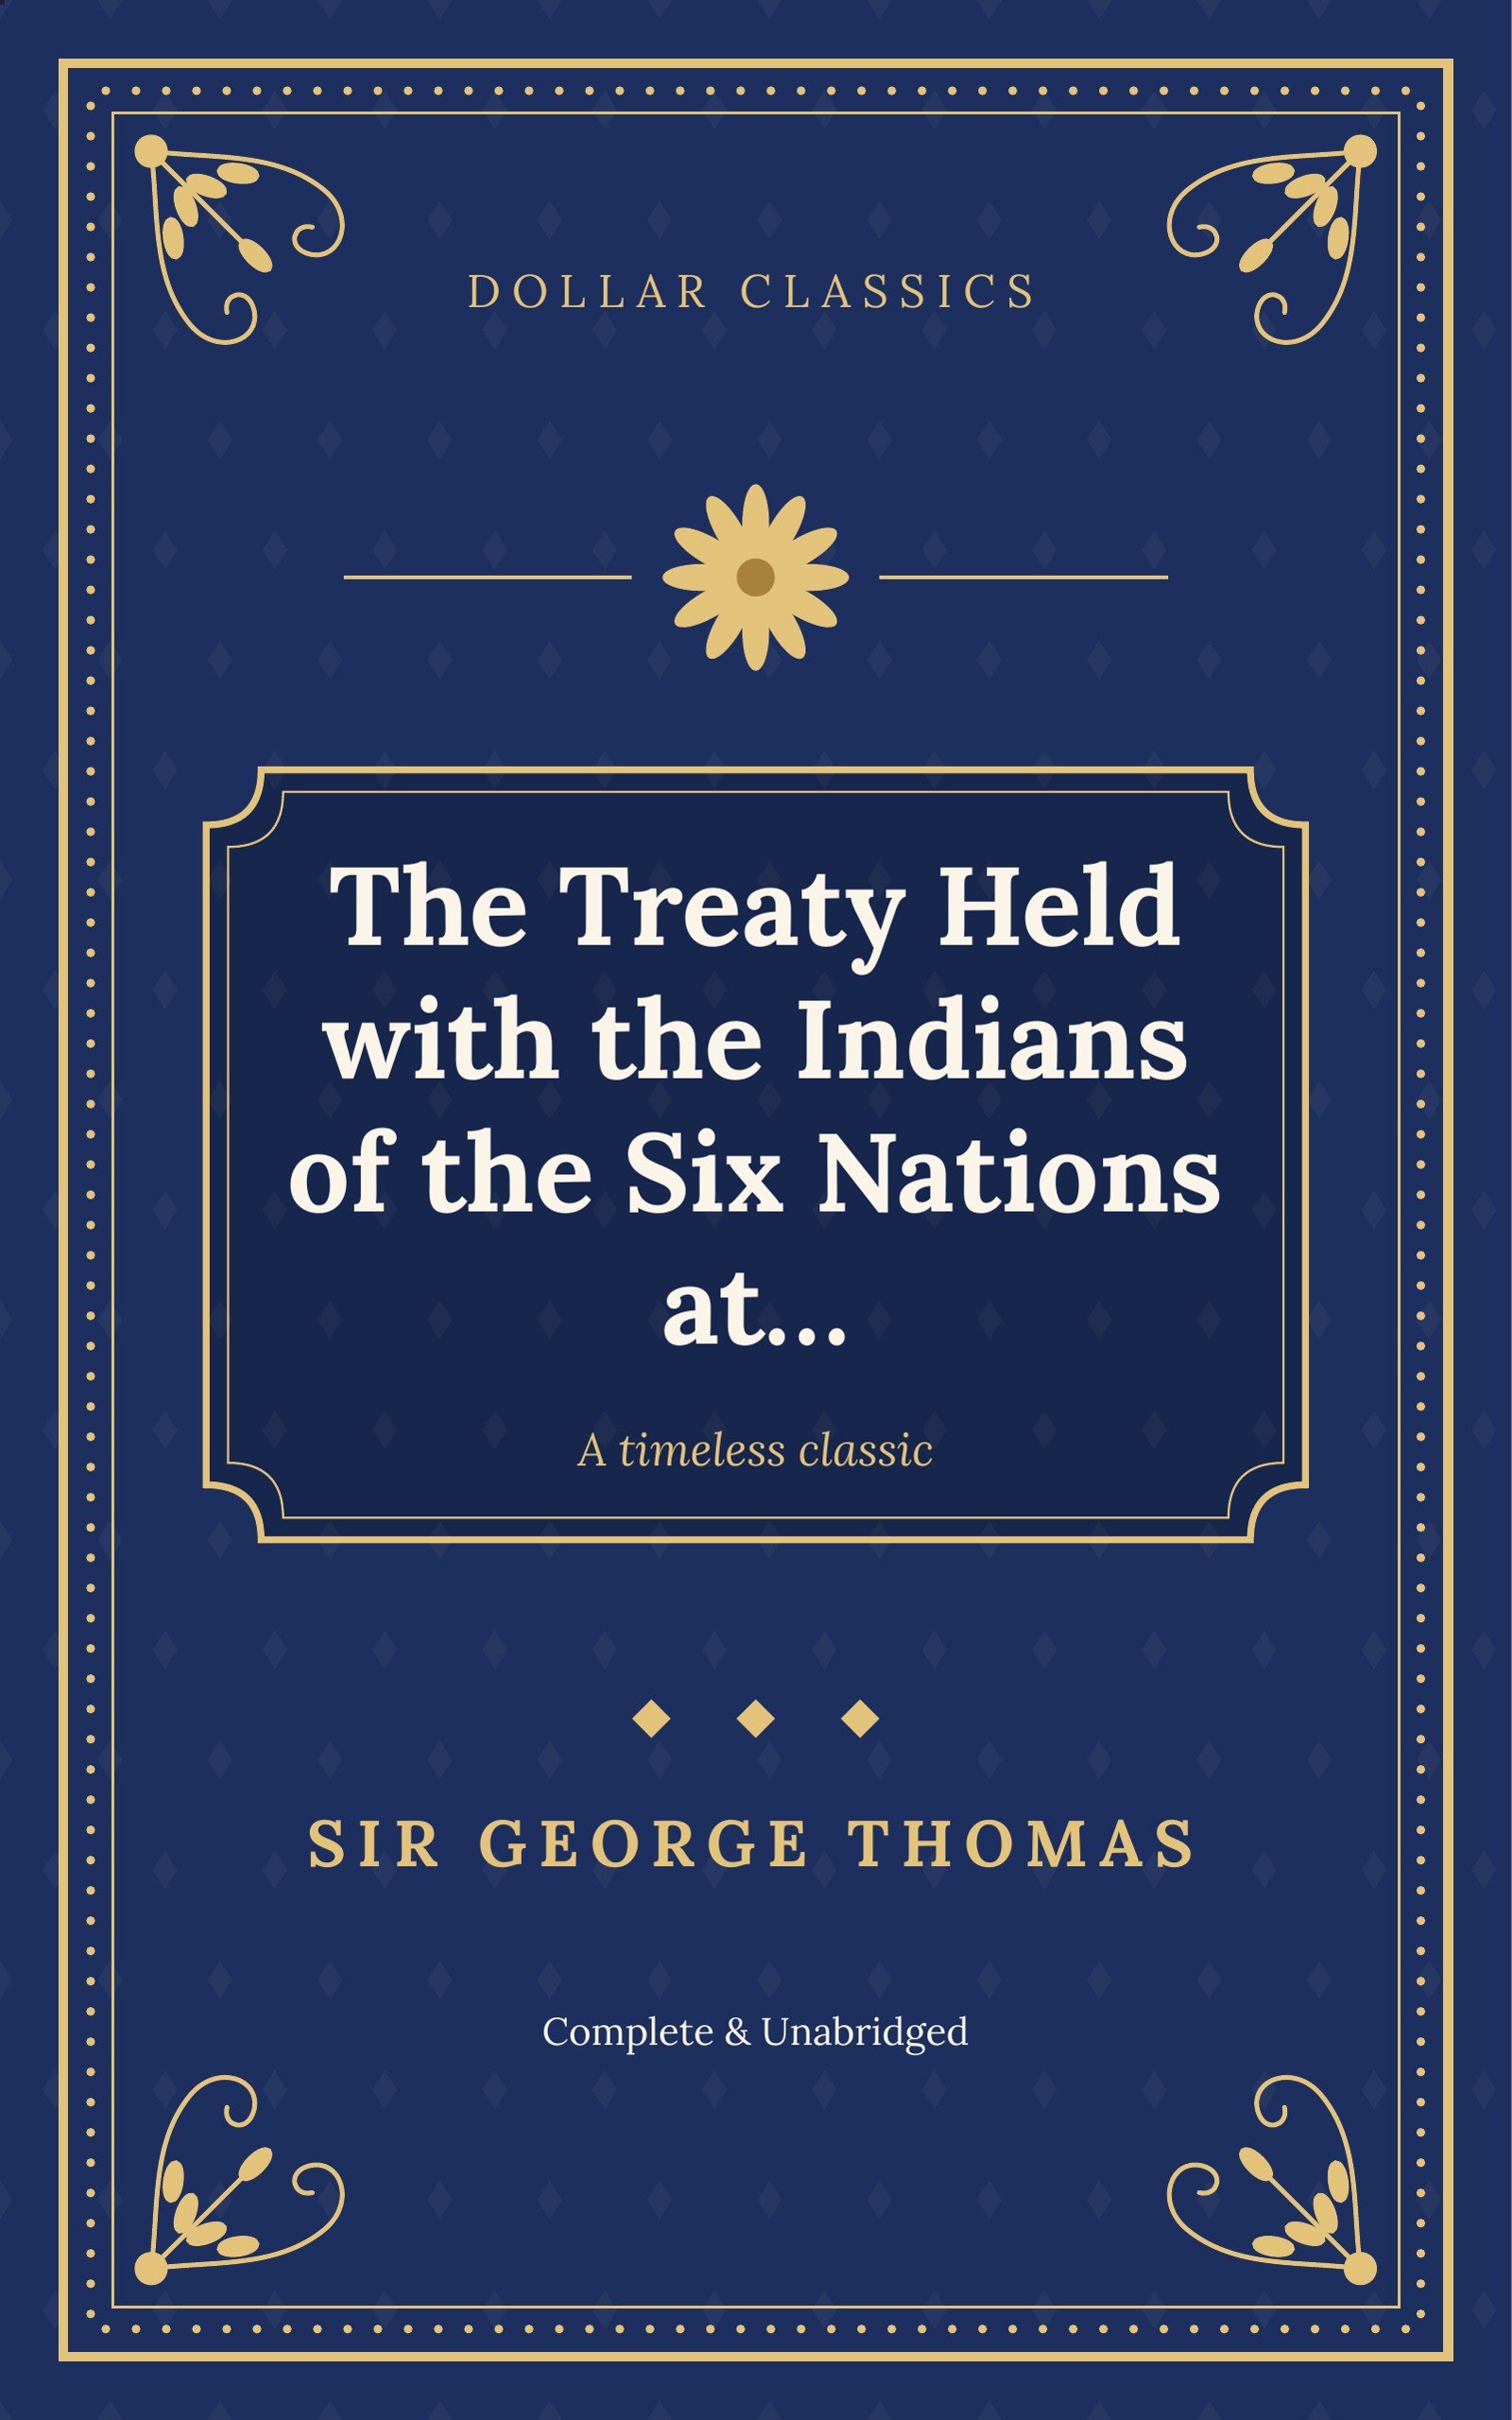 DOLLAR CLASSICS
The Treaty Held
with the Indians
of the Six Nations
at...
A timeless classic
SIR GEORGE THOMAS
Complete & Unabridged